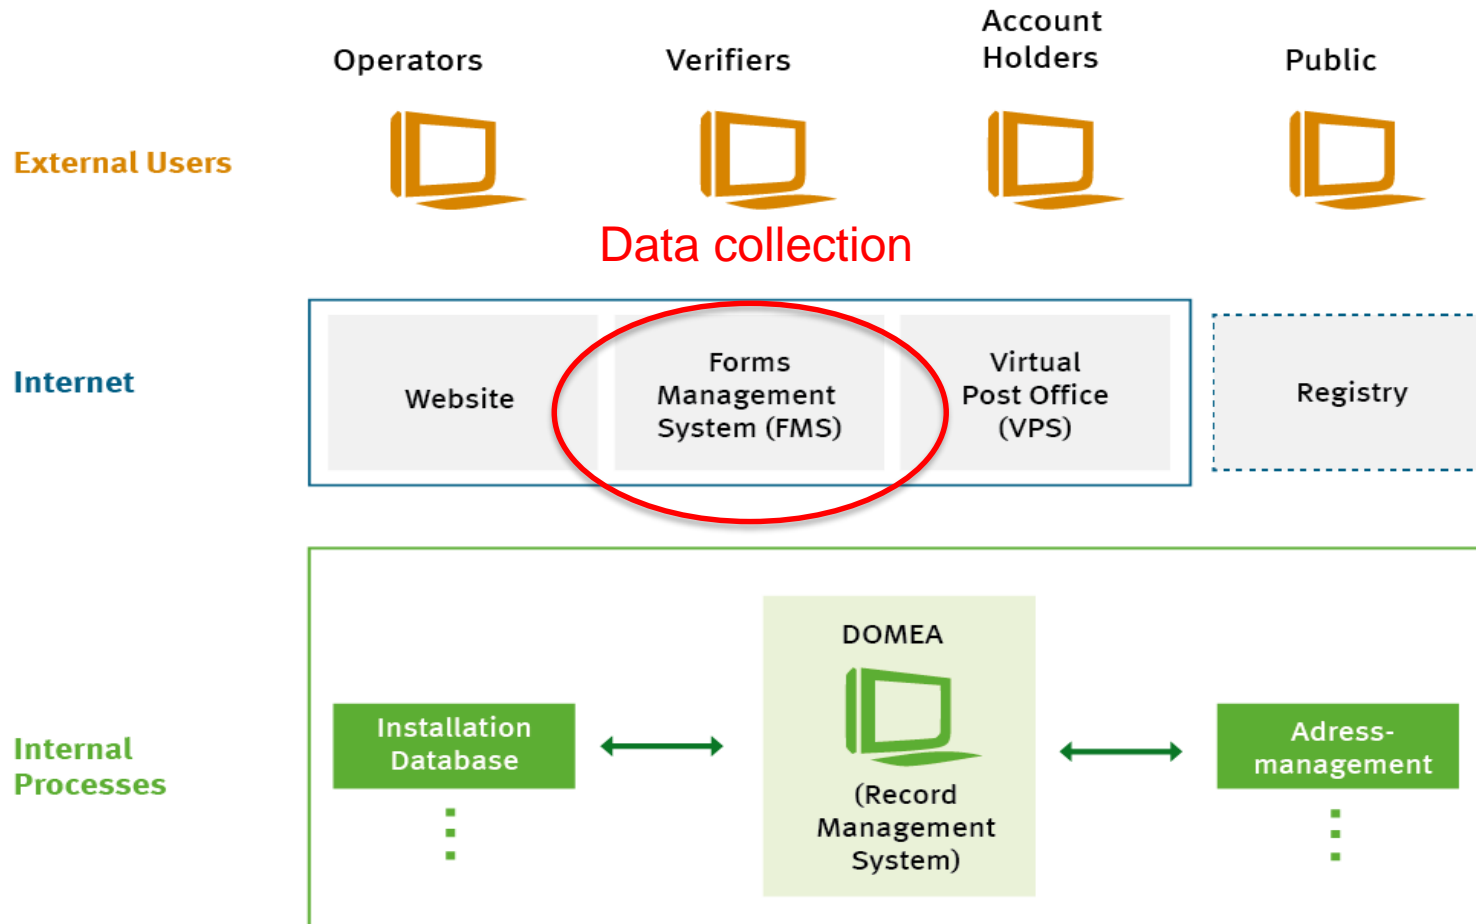 Operators
Verifiers
Account
Holders
Public
External Users
Data collection
Internet
Website
Forms
Management
System (FMS)
Virtual
Post Office
(VPS)
Registry
Internal
Processes
Installation
Database
DOMEA
(Record
Management
System)
Adress-
management